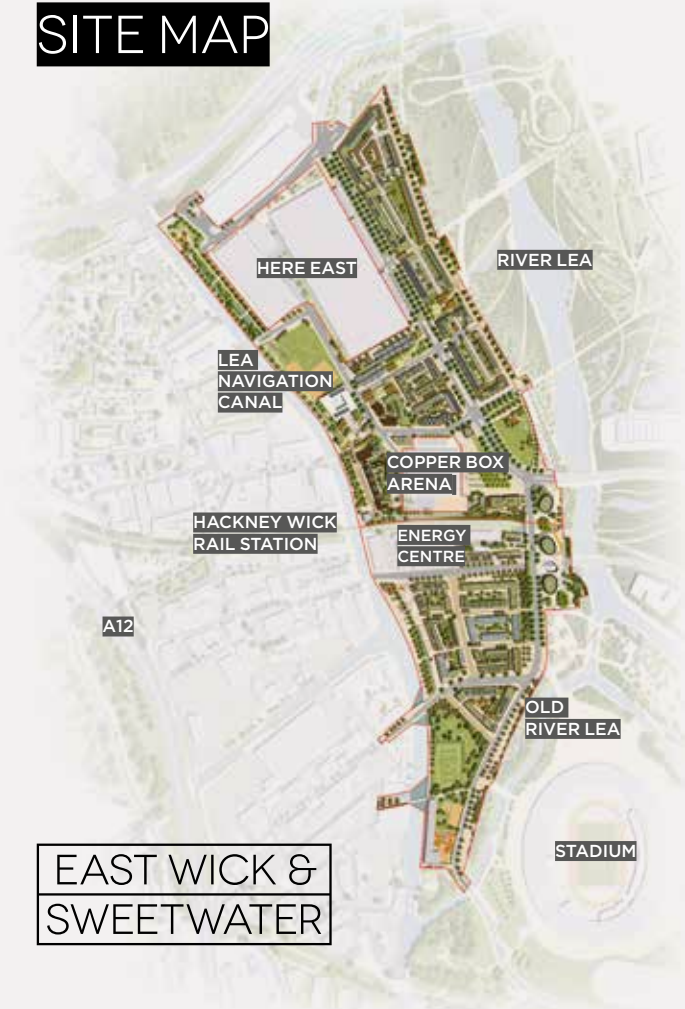 SITE MAP
HERE EAST
RIVER LEA
LEA
NAVIGATION
CANAL
COPPER BOX
ARENA
HACKNEY WICK
RAIL STATION
ENERGY
CENTRE
A12
OLD
RIVER LEA
STADIUM
EAST WICK &
SWEETWATER